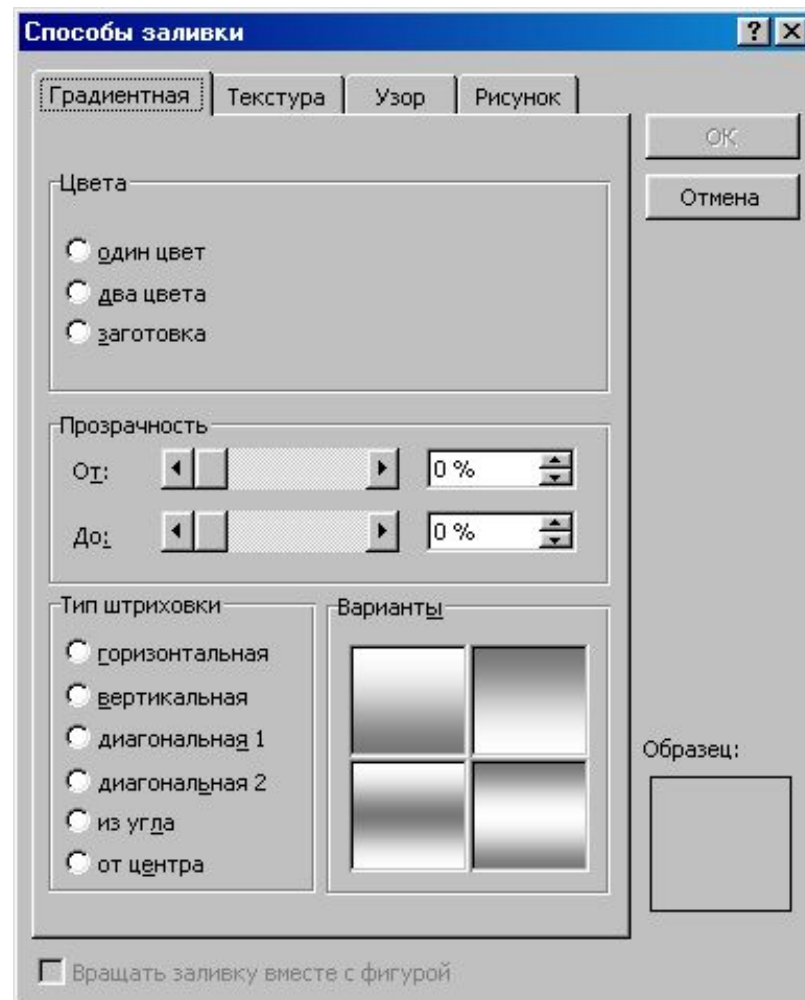 Способы заливки
Градиентная Текстура Узор Рисунок
ОК
Отмена
Цвета
один цвет
два цвета
заготовка
Прозрачность
От: 0 %
До: 0 %
Тип штриховки
горизонтальная
вертикальная
диагональная 1
диагональная 2
из угла
от центра
Варианты
Образец:
Вращать заливку вместе с фигурой